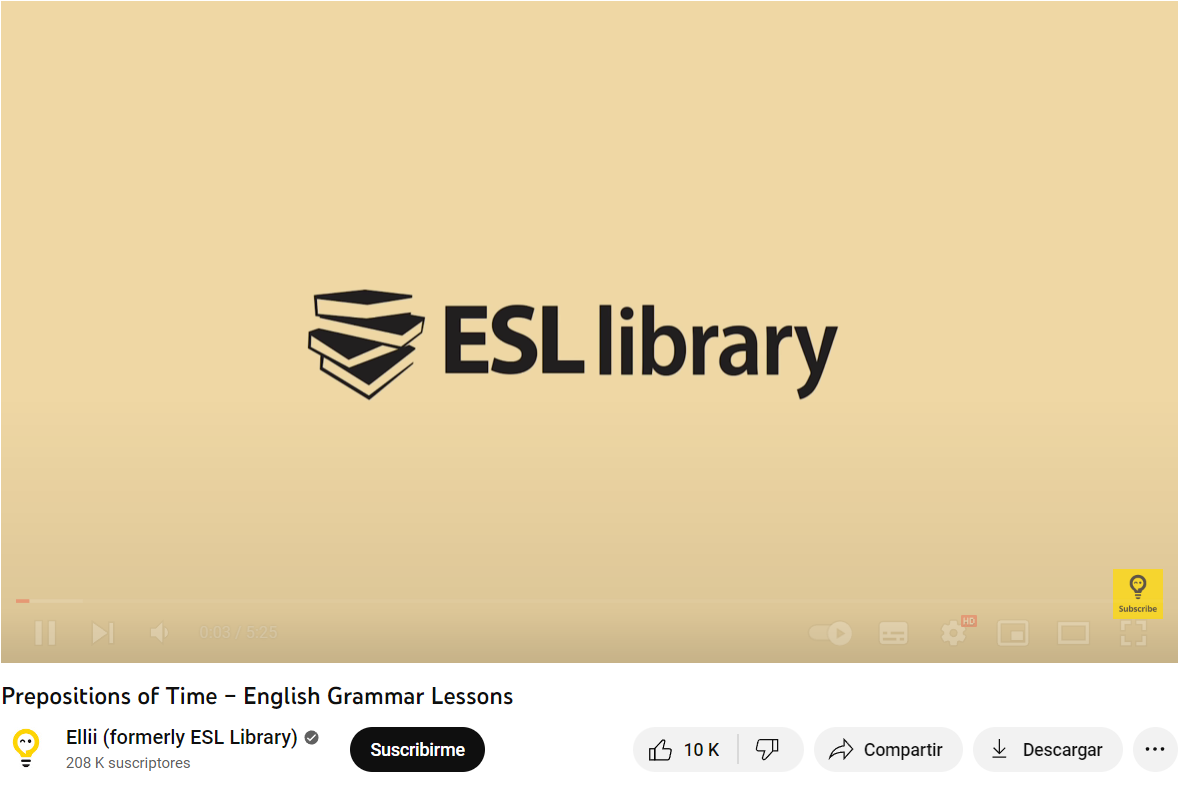 ESL library
Subscribe
0:03 / 5:25
HD
Prepositions of Time – English Grammar Lessons
Ellii (formerly ESL Library)
208 K suscriptores
Suscribirme
10 K
Compartir
Descargar